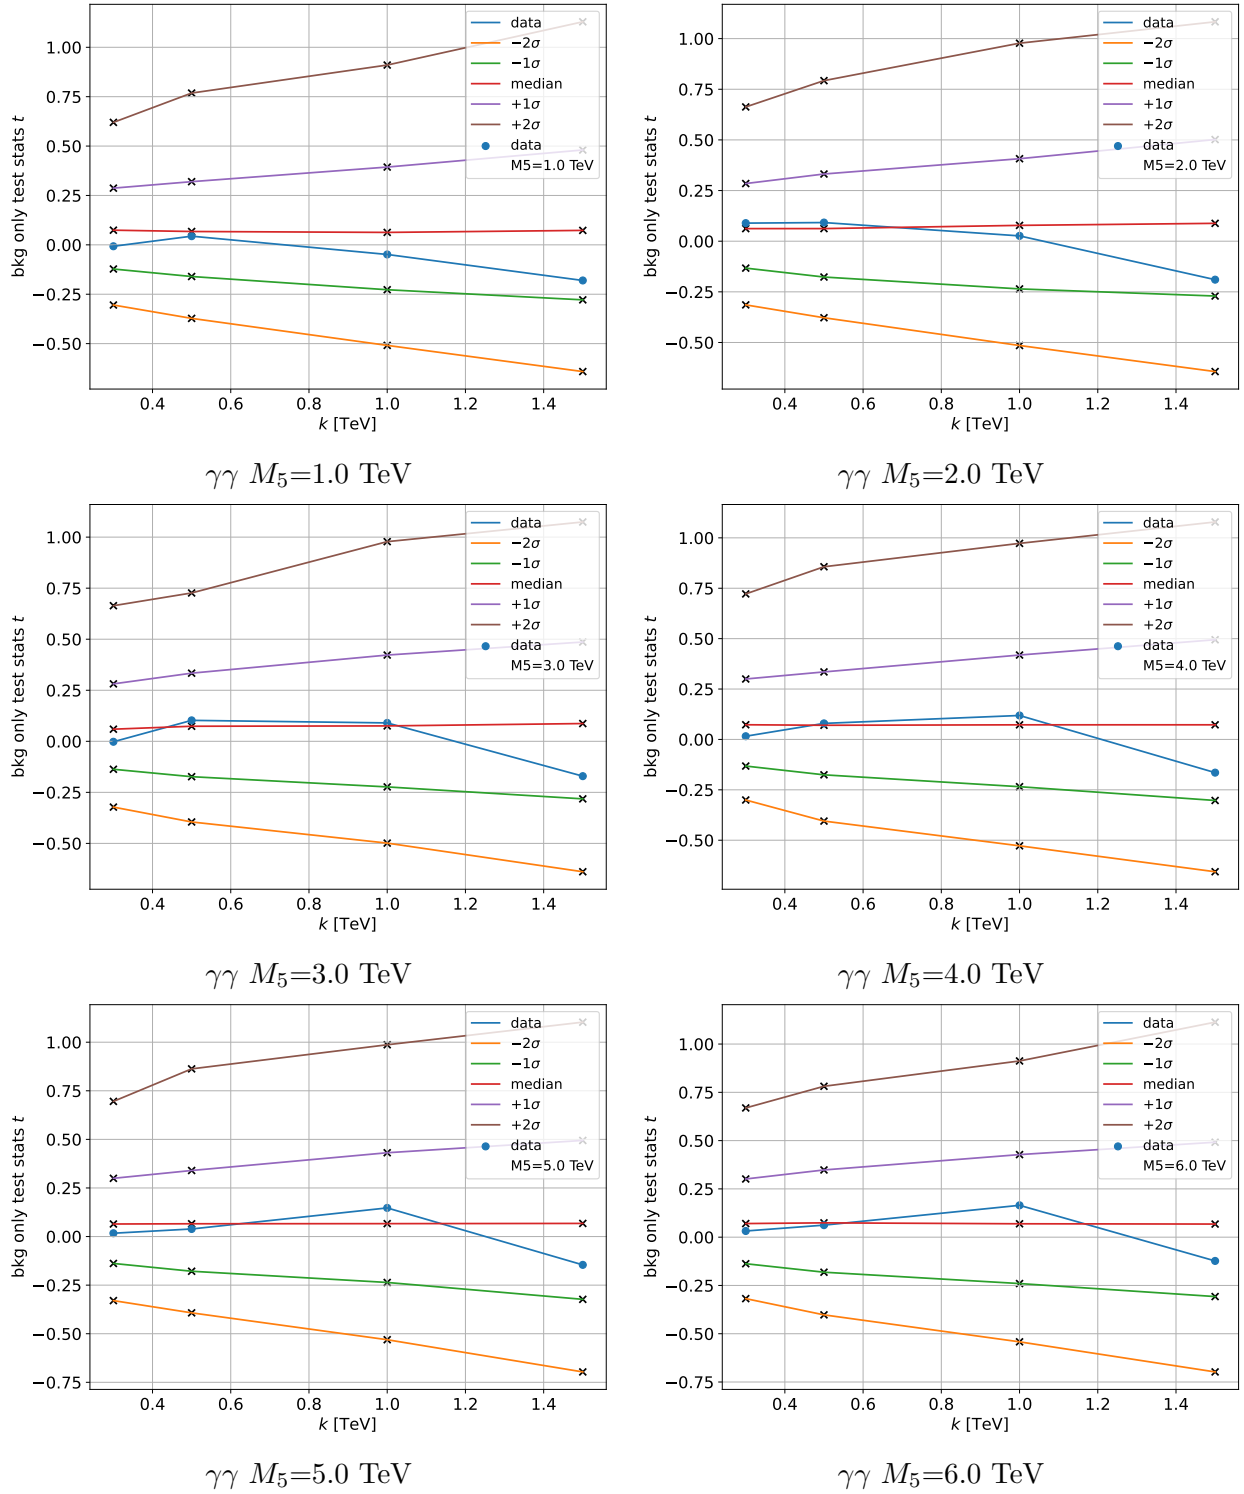 1.00
0.75
0.50
0.25
0.00
−0.25
−0.50
bkg only test stats t
0.4 0.6 0.8 1.0 1.2 1.4
k [TeV]
data
−2σ
−1σ
median
+1σ
+2σ
data
M5=1.0 TeV
γγ M₅=1.0 TeV
1.00
0.75
0.50
0.25
0.00
−0.25
−0.50
bkg only test stats t
0.4 0.6 0.8 1.0 1.2 1.4
k [TeV]
data
−2σ
−1σ
median
+1σ
+2σ
data
M5=2.0 TeV
γγ M₅=2.0 TeV
1.00
0.75
0.50
0.25
0.00
−0.25
−0.50
bkg only test stats t
0.4 0.6 0.8 1.0 1.2 1.4
k [TeV]
data
−2σ
−1σ
median
+1σ
+2σ
data
M5=3.0 TeV
γγ M₅=3.0 TeV
1.00
0.75
0.50
0.25
0.00
−0.25
−0.50
bkg only test stats t
0.4 0.6 0.8 1.0 1.2 1.4
k [TeV]
data
−2σ
−1σ
median
+1σ
+2σ
data
M5=4.0 TeV
γγ M₅=4.0 TeV
1.00
0.75
0.50
0.25
0.00
−0.25
−0.50
−0.75
bkg only test stats t
0.4 0.6 0.8 1.0 1.2 1.4
k [TeV]
data
−2σ
−1σ
median
+1σ
+2σ
data
M5=5.0 TeV
γγ M₅=5.0 TeV
1.00
0.75
0.50
0.25
0.00
−0.25
−0.50
−0.75
bkg only test stats t
0.4 0.6 0.8 1.0 1.2 1.4
k [TeV]
data
−2σ
−1σ
median
+1σ
+2σ
data
M5=6.0 TeV
γγ M₅=6.0 TeV